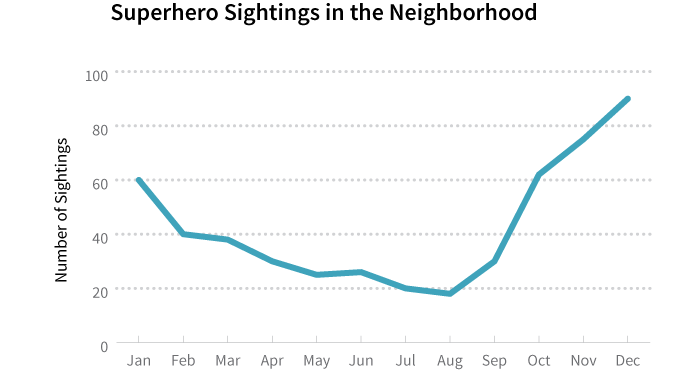 Superhero Sightings in the Neighborhood
Number of Sightings
100
80
60
40
20
0
Jan Feb Mar Apr May Jun Jul Aug Sep Oct Nov Dec